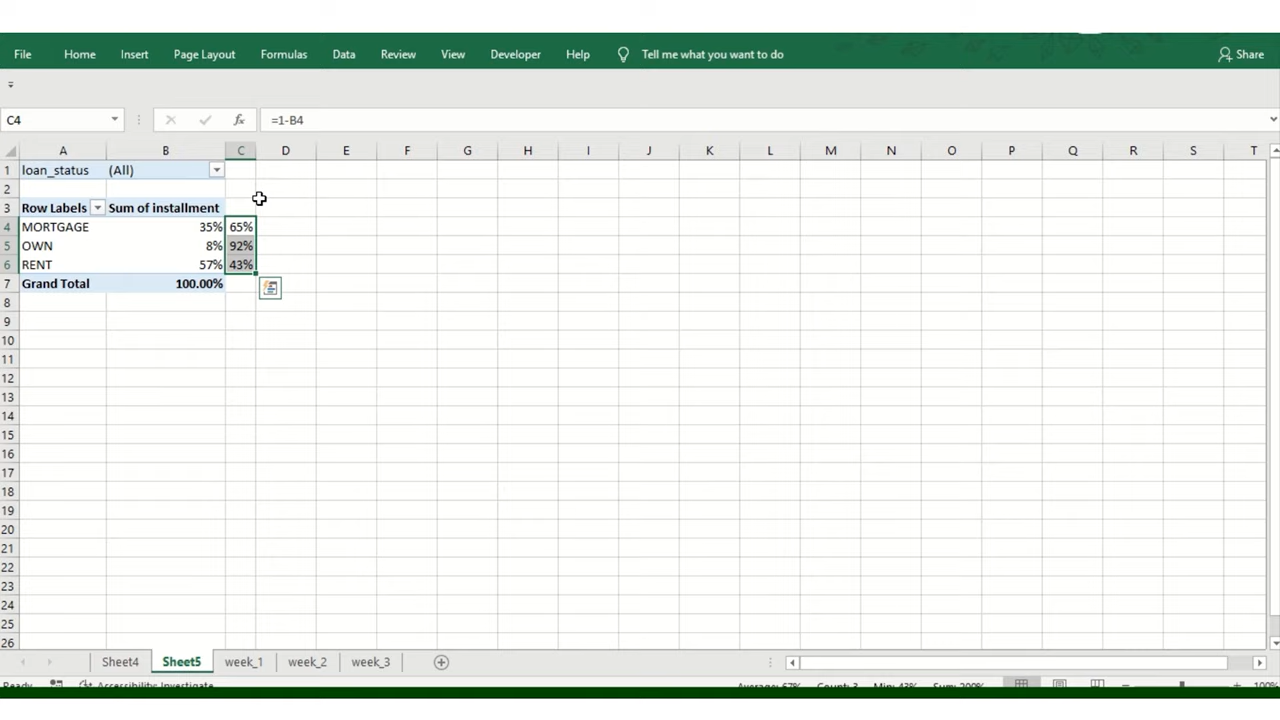 File Home Insert Page Layout Formulas Data Review View Developer Help Tell me what you want to do Share
C4 fx =1-B4
A B C D E F G H I J K L M N O P Q R S T
1 loan_status (All)
2
3 Row Labels Sum of installment
4 MORTGAGE 35% 65%
5 OWN 8% 92%
6 RENT 57% 43%
7 Grand Total 100.00%
8
9
10
11
12
13
14
15
16
17
18
19
20
21
22
23
24
25
26
Sheet4 Sheet5 week_1 week_2 week_3
Ready Accessibility: Investigate Average: 67% Count: 3 Min: 43% Sum: 200% 100%